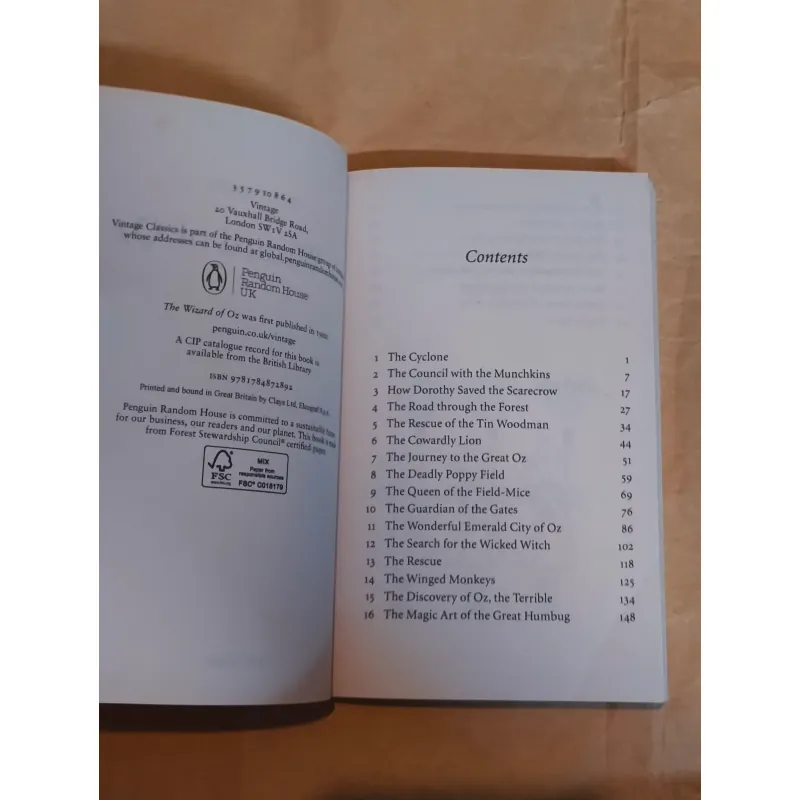 3 5 7 9 10 8 6 4
Vintage
20 Vauxhall Bridge Road,
London SW1V 2SA
Vintage Classics is part of the Penguin Random House group of
whose addresses can be found at global.penguinrandomhouse
Penguin
Random House
UK
The Wizard of Oz was first published in 1900
penguin.co.uk/vintage
A CIP catalogue record for this book is
available from the British Library
ISBN 9781784872892
Printed and bound in Great Britain by Clays Ltd,
Penguin Random House is committed to a sustainable
for our business, our readers and our planet. This book is made
from Forest Stewardship Council® certified paper.
FSC
MIX
Paper from
responsible sources
FSC® C018179
Contents
1 The Cyclone 1
2 The Council with the Munchkins 7
3 How Dorothy Saved the Scarecrow 17
4 The Road through the Forest 27
5 The Rescue of the Tin Woodman 34
6 The Cowardly Lion 44
7 The Journey to the Great Oz 51
8 The Deadly Poppy Field 59
9 The Queen of the Field-Mice 69
10 The Guardian of the Gates 76
11 The Wonderful Emerald City of Oz 86
12 The Search for the Wicked Witch 102
13 The Rescue 118
14 The Winged Monkeys 125
15 The Discovery of Oz, the Terrible 134
16 The Magic Art of the Great Humbug 148